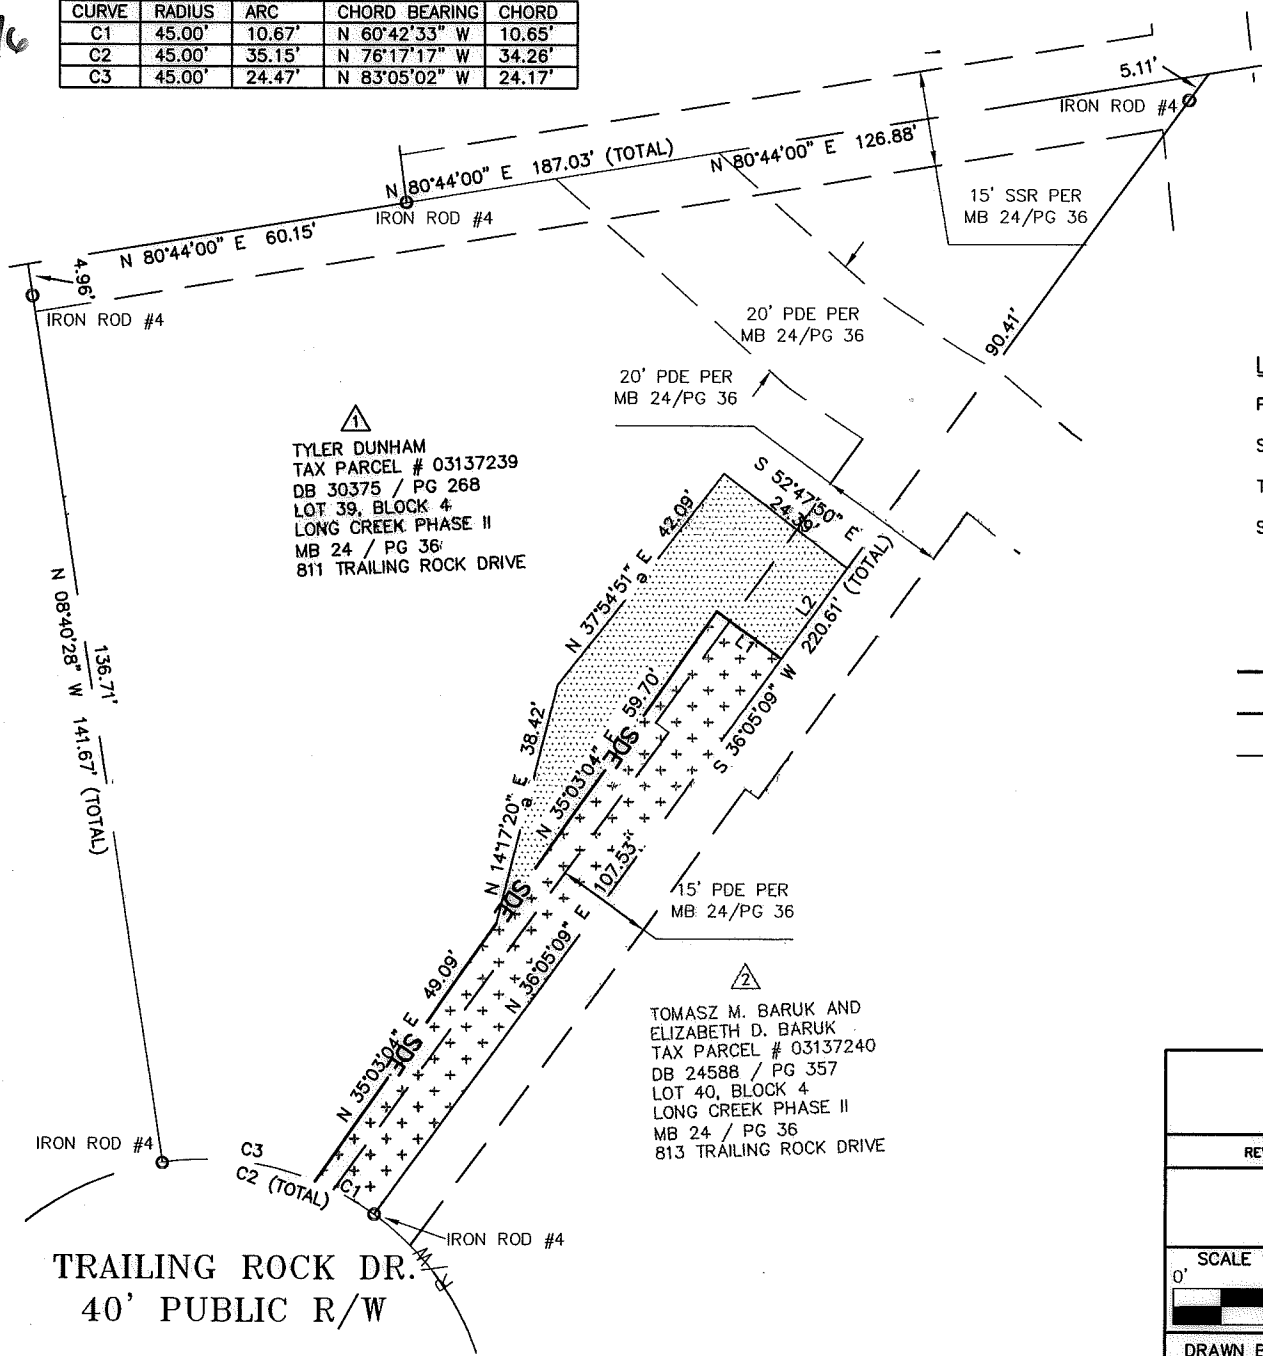 CURVE RADIUS ARC CHORD BEARING CHORD
C1 45.00' 10.67' N 60°42'33" W 10.65'
C2 45.00' 35.15' N 76°17'17" W 34.26'
C3 45.00' 24.47' N 83°05'02" W 24.17'
5.11'
IRON ROD #4
N 80°44'00" E 187.03' (TOTAL)
N 80°44'00" E 126.88'
IRON ROD #4
15' SSR PER
MB 24/PG 36
N 80°44'00" E 60.15'
4.96'
IRON ROD #4
20' PDE PER
MB 24/PG 36
90.41'
20' PDE PER
MB 24/PG 36
1
TYLER DUNHAM
TAX PARCEL # 03137239
DB 30375 / PG 268
LOT 39, BLOCK 4
LONG CREEK PHASE II
MB 24 / PG 36
811 TRAILING ROCK DRIVE
S 52°47'50" E
24.39'
N 37°54'51" E 42.09'
a
L2
L1
S 36°05'09" W 220.61' (TOTAL)
136.71'
N 08°40'28" W 141.67' (TOTAL)
N 14°17'20" E 38.42'
a
N 35°03'04" E 59.70'
SDE
SDE
N 36°05'09" E 107.53'
15' PDE PER
MB 24/PG 36
N 35°03'04" E 49.09'
SDE
2
TOMASZ M. BARUK AND
ELIZABETH D. BARUK
TAX PARCEL # 03137240
DB 24588 / PG 357
LOT 40, BLOCK 4
LONG CREEK PHASE II
MB 24 / PG 36
813 TRAILING ROCK DRIVE
IRON ROD #4
C3
C2 (TOTAL)
C1
IRON ROD #4
R/W
TRAILING ROCK DR.
40' PUBLIC R/W
SCALE
0'
DRAWN